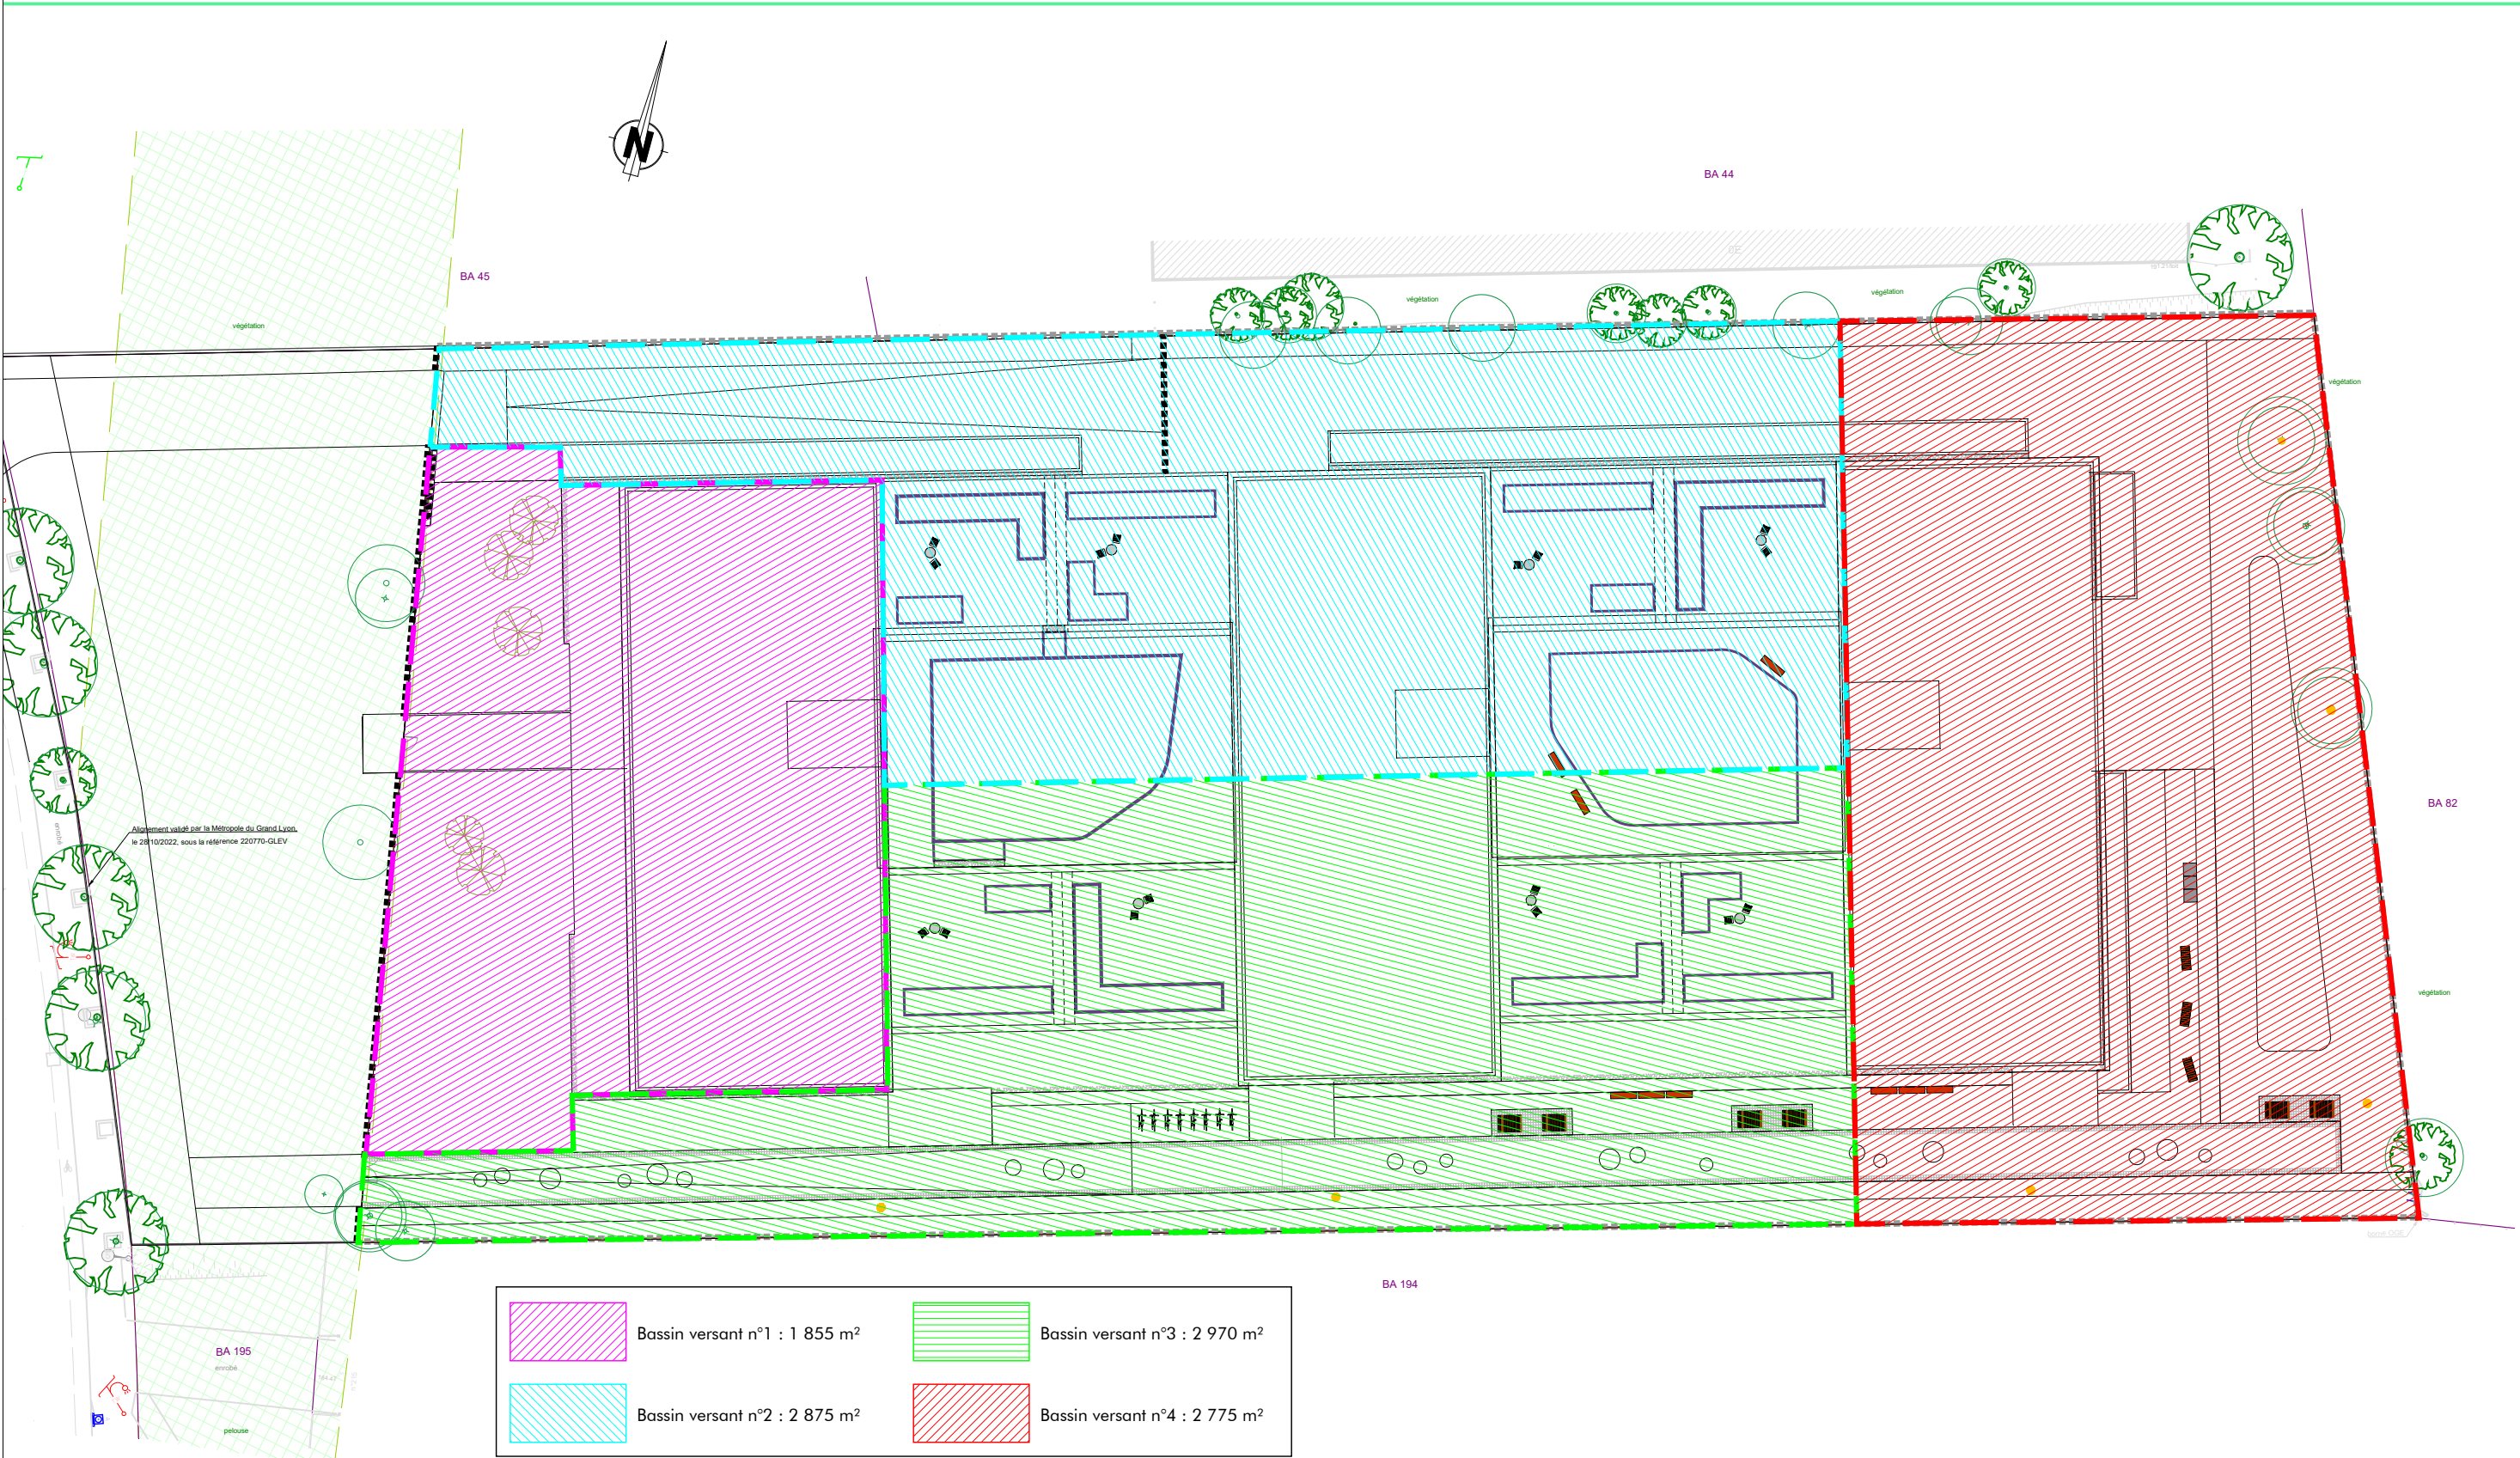 N
BA 44
BA 45
végétation
végétation
végétation
végétation
BA 82
Alignement validé par la Métropole du Grand Lyon,
le 28/10/2022, sous la référence 220770-GLEV
enrobé
végétation
BA 194
BA 195
enrobé
pelouse
Bassin versant n°1 : 1 855 m²
Bassin versant n°3 : 2 970 m²
Bassin versant n°2 : 2 875 m²
Bassin versant n°4 : 2 775 m²